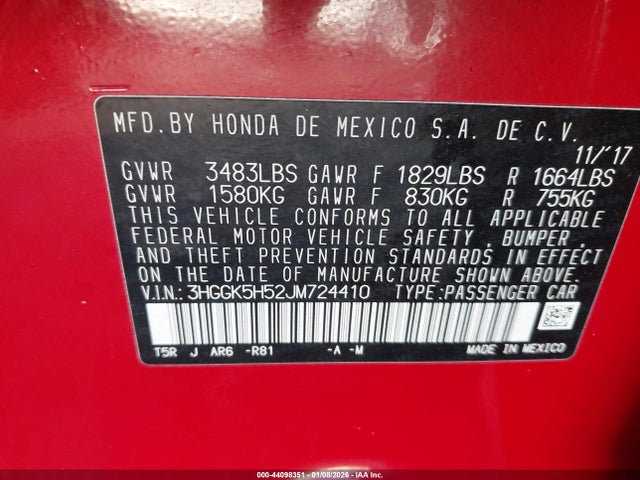 MFD.BY HONDA DE MEXICO S.A. DE C.V.
11/'17
GVWR 3483LBS GAWR F 1829LBS R 1664LBS
GVWR 1580KG GAWR F 830KG R 755KG
THIS VEHICLE CONFORMS TO ALL APPLICABLE
FEDERAL MOTOR VEHICLE SAFETY , BUMPER ,
AND THEFT PREVENTION STANDARDS IN EFFECT
ON THE DATE OF MANUFACTURE SHOWN ABOVE.
V.I.N.: 3HGGK5H52JM724410 TYPE:PASSENGER CAR
T5R J AR6 -R81 -A -M MADE IN MEXICO
000-44098351 - 01/08/2026 - IAA Inc.